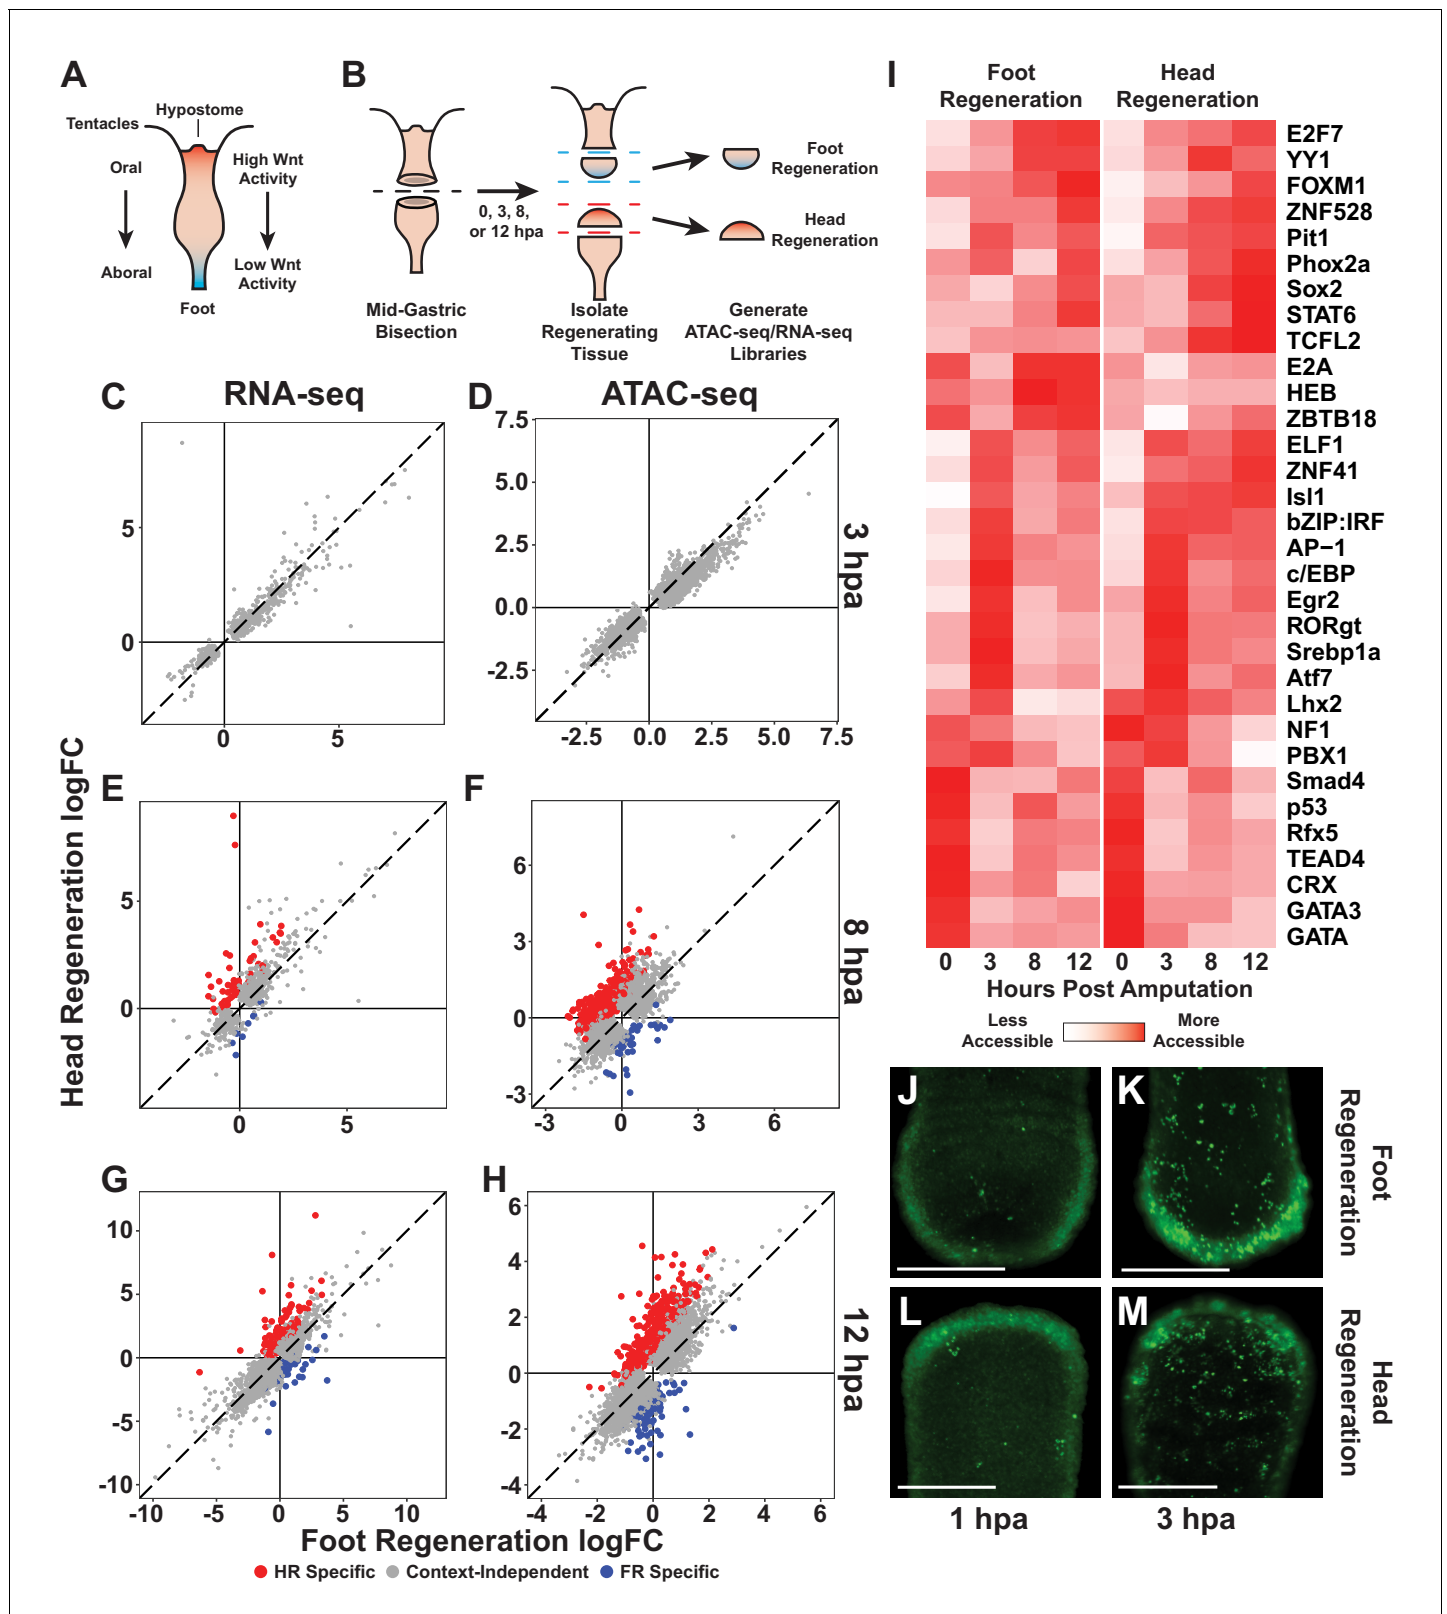 A
Hypostome
Tentacles
Oral
High Wnt
Activity
Aboral
Low Wnt
Activity
Foot
B
0, 3, 8,
or 12 hpa
Foot
Regeneration
Head
Regeneration
Mid-Gastric
Bisection
Isolate
Regenerating
Tissue
Generate
ATAC-seq/RNA-seq
Libraries
C
RNA-seq
5
0
0
5
D
ATAC-seq
7.5
5.0
2.5
0.0
-2.5
-2.5
0.0
2.5
5.0
7.5
3 hpa
E
5
0
0
5
F
6
3
0
-3
-3
0
3
6
8 hpa
G
10
5
0
-5
-10
-10
-5
0
5
10
H
6
4
2
0
-2
-4
-4
-2
0
2
4
6
12 hpa
Head Regeneration logFC
Foot Regeneration logFC
HR Specific
Context-Independent
FR Specific
I
Foot
Regeneration
Head
Regeneration
E2F7
YY1
FOXM1
ZNF528
Pit1
Phox2a
Sox2
STAT6
TCFL2
E2A
HEB
ZBTB18
ELF1
ZNF41
Isl1
bZIP:IRF
AP−1
c/EBP
Egr2
RORgt
Srebp1a
Atf7
Lhx2
NF1
PBX1
Smad4
p53
Rfx5
TEAD4
CRX
GATA3
GATA
0 3 8 12 0 3 8 12
Hours Post Amputation
Less
Accessible
More
Accessible
J
K
Foot
Regeneration
L
M
Head
Regeneration
1 hpa
3 hpa